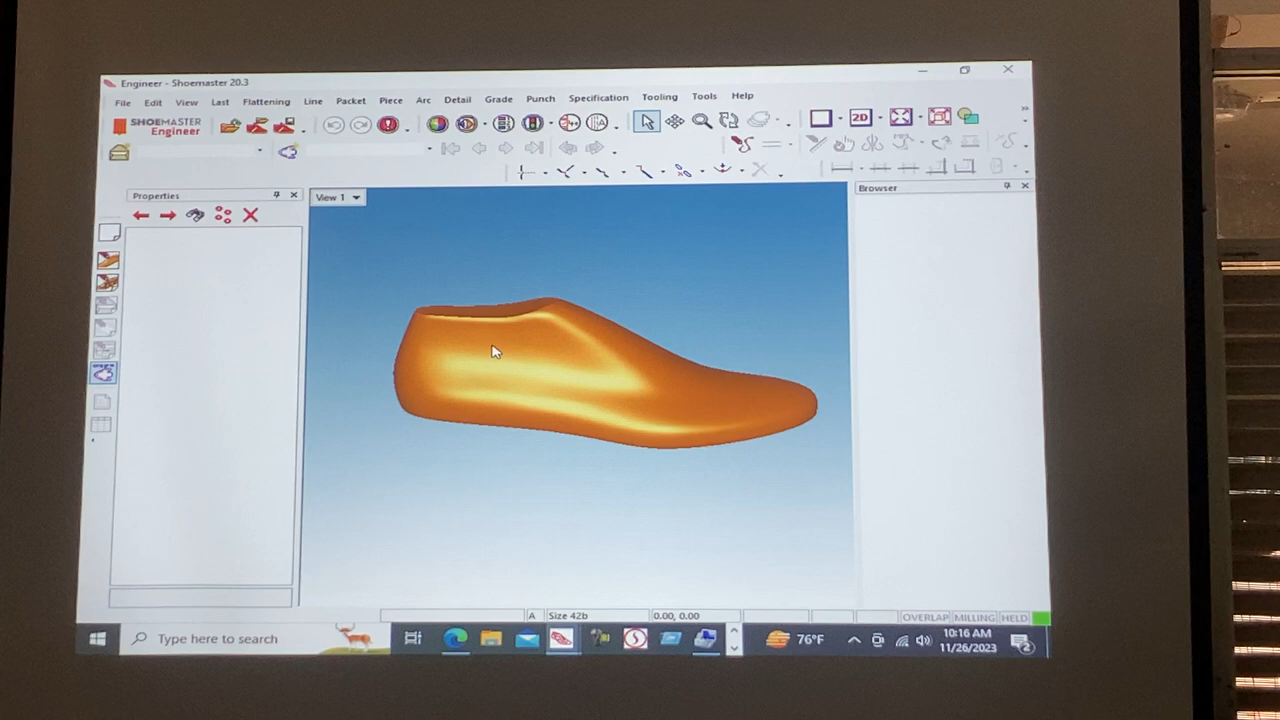 Engineer - Shoemaster 20.3
File Edit View Last Flattening Line Packet Piece Arc Detail Grade Punch Specification Tooling Tools Help
SHOEMASTER
Engineer
2D
Properties
View 1
Browser
A Size 42b 0.00, 0.00 OVERLAP MILLING HELD
Type here to search
76°F
10:16 AM
11/26/2023
2